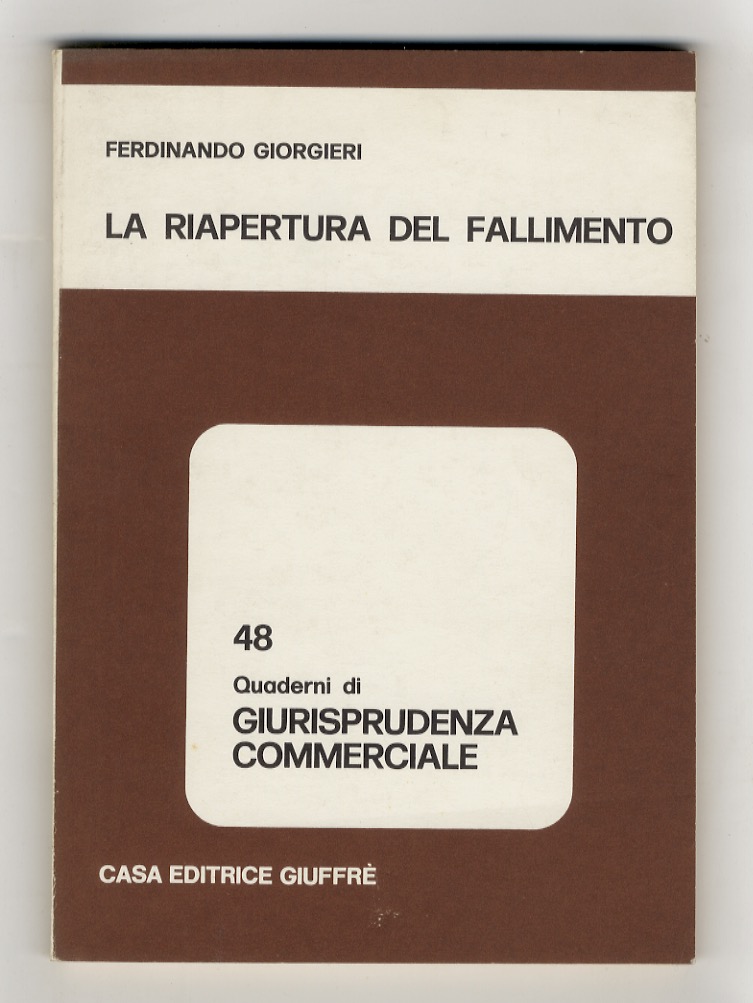 FERDINANDO GIORGIERI
LA RIAPERTURA DEL FALLIMENTO
48
Quaderni di
GIURISPRUDENZA
COMMERCIALE
CASA EDITRICE GIUFFRÈ